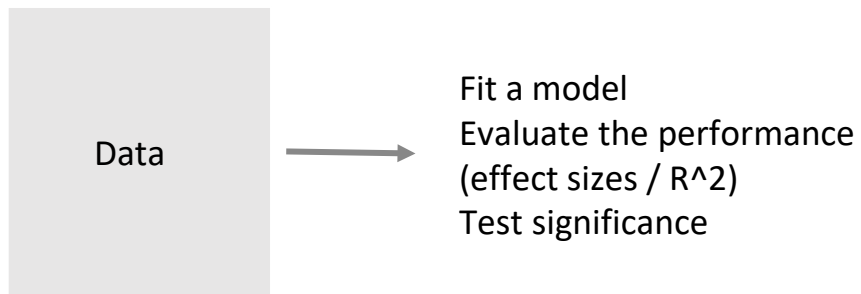 Data
Fit a model
Evaluate the performance
(effect sizes / R^2)
Test significance